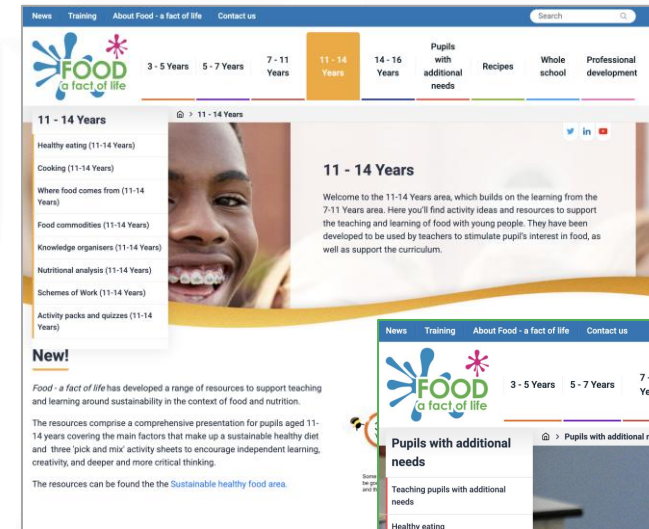 News Training About Food - a fact of life Contact us Search
FOOD
a fact of life
3 - 5 Years 5 - 7 Years 7 - 11 Years 11 - 14 Years 14 - 16 Years Pupils with additional needs Recipes Whole school Professional development
11 - 14 Years
> 11 - 14 Years
Healthy eating (11-14 Years)
Cooking (11-14 Years)
Where food comes from (11-14
Years)
Food commodities (11-14 Years)
Knowledge organisers (11-14 Years)
Nutritional analysis (11-14 Years)
Schemes of Work (11-14 Years)
Activity packs and quizzes (11-14
Years)
in
11 - 14 Years
Welcome to the 11-14 Years area, which builds on the learning from the
7-11 Years area. Here you'll find activity ideas and resources to support
the teaching and learning of food with young people. They have been
developed to be used by teachers to stimulate pupil's interest in food, as
well as support the curriculum.
New!
Food - a fact of life has developed a range of resources to support teaching
and learning around sustainability in the context of food and nutrition.
The resources comprise a comprehensive presentation for pupils aged 11-
14 years covering the main factors that make up a sustainable healthy diet
and three 'pick and mix' activity sheets to encourage independent learning,
creativity, and deeper and more critical thinking.
The resources can be found the the Sustainable healthy food area.
Some
be
and
News Training About Food - a fact of life Contact us
FOOD
a fact of life
3 - 5 Years 5 - 7 Years
Pupils with additional
needs
> Pupils with additional
Teaching pupils with additional
needs
Healthy eating